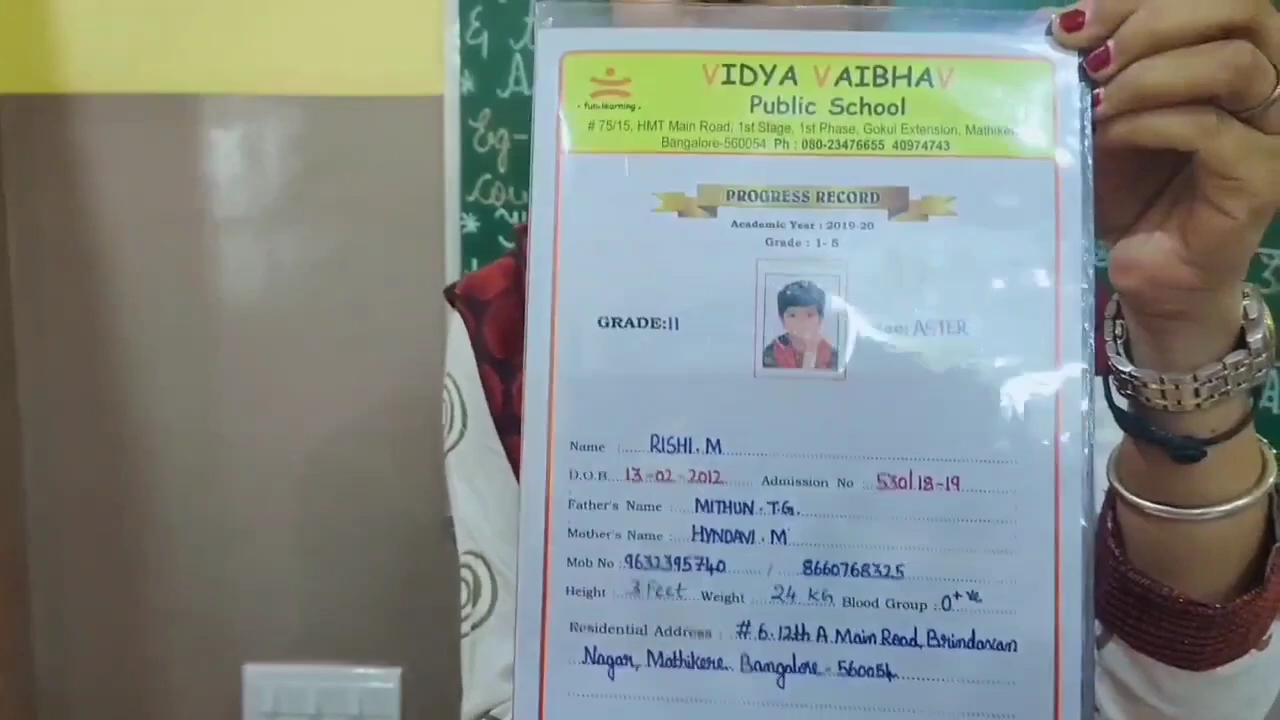 VIDYA VAIBHAV
fun learning
Public School
# 75/15, HMT Main Road, 1st Stage, 1st Phase, Gokul Extension,
Bangalore-560054 Ph : 080-23476655 40974743
PROGRESS RECORD
Academic Year : 2019-20
Grade : 1- 5
GRADE:II
ASTER
Name : RISHI. M
D.O.B 13-02-2012 Admission No : 530/18-19
Father's Name : MITHUN. T.G.
Mother's Name : HYNDAVI. M
Mob No : 9632395740 / 8660768325
Height 3 feet Weight 24 KG Blood Group : O+ve
Residential Address : # 6. 12th A Main Road, Brindavan
Nagar, Mathikere. Bangalore - 560054
Eg-